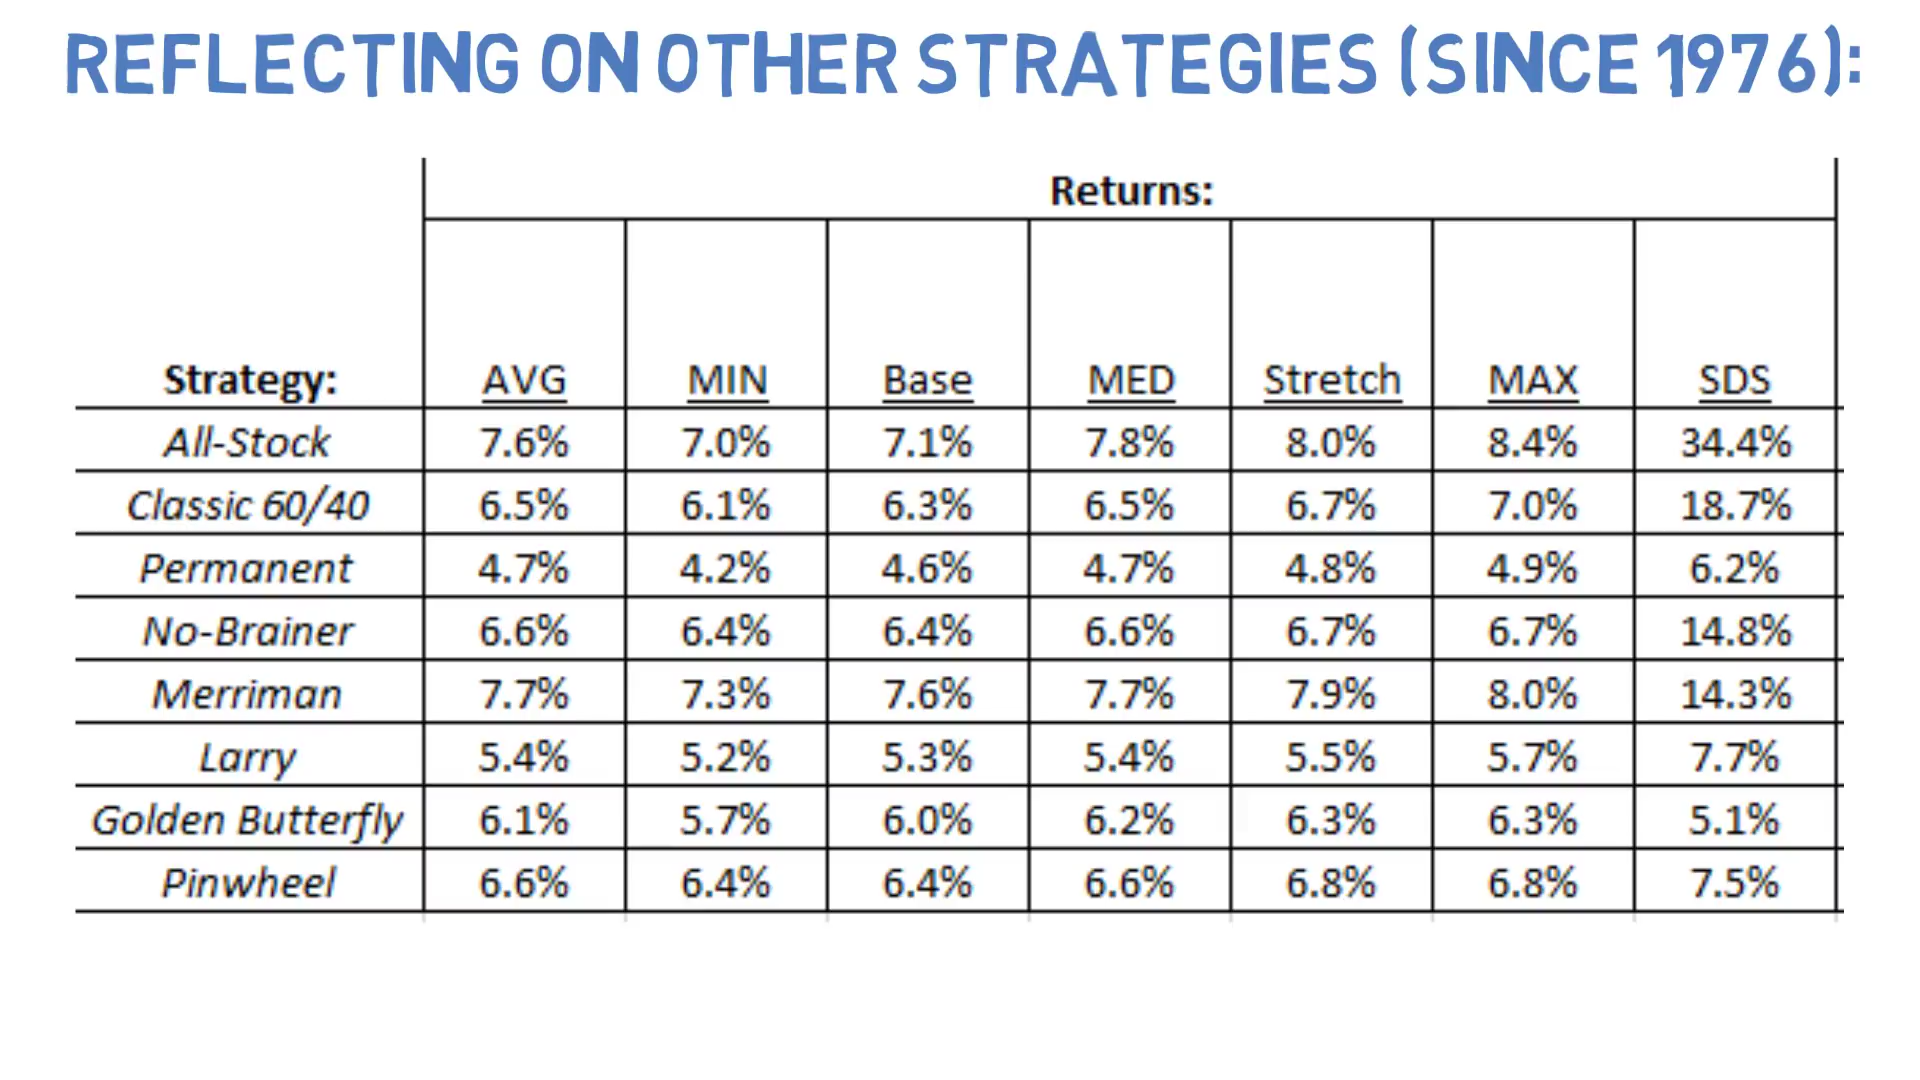 REFLECTING ON OTHER STRATEGIES (SINCE 1976):
Returns:
Strategy: AVG MIN Base MED Stretch MAX SDS
All-Stock 7.6% 7.0% 7.1% 7.8% 8.0% 8.4% 34.4%
Classic 60/40 6.5% 6.1% 6.3% 6.5% 6.7% 7.0% 18.7%
Permanent 4.7% 4.2% 4.6% 4.7% 4.8% 4.9% 6.2%
No-Brainer 6.6% 6.4% 6.4% 6.6% 6.7% 6.7% 14.8%
Merriman 7.7% 7.3% 7.6% 7.7% 7.9% 8.0% 14.3%
Larry 5.4% 5.2% 5.3% 5.4% 5.5% 5.7% 7.7%
Golden Butterfly 6.1% 5.7% 6.0% 6.2% 6.3% 6.3% 5.1%
Pinwheel 6.6% 6.4% 6.4% 6.6% 6.8% 6.8% 7.5%